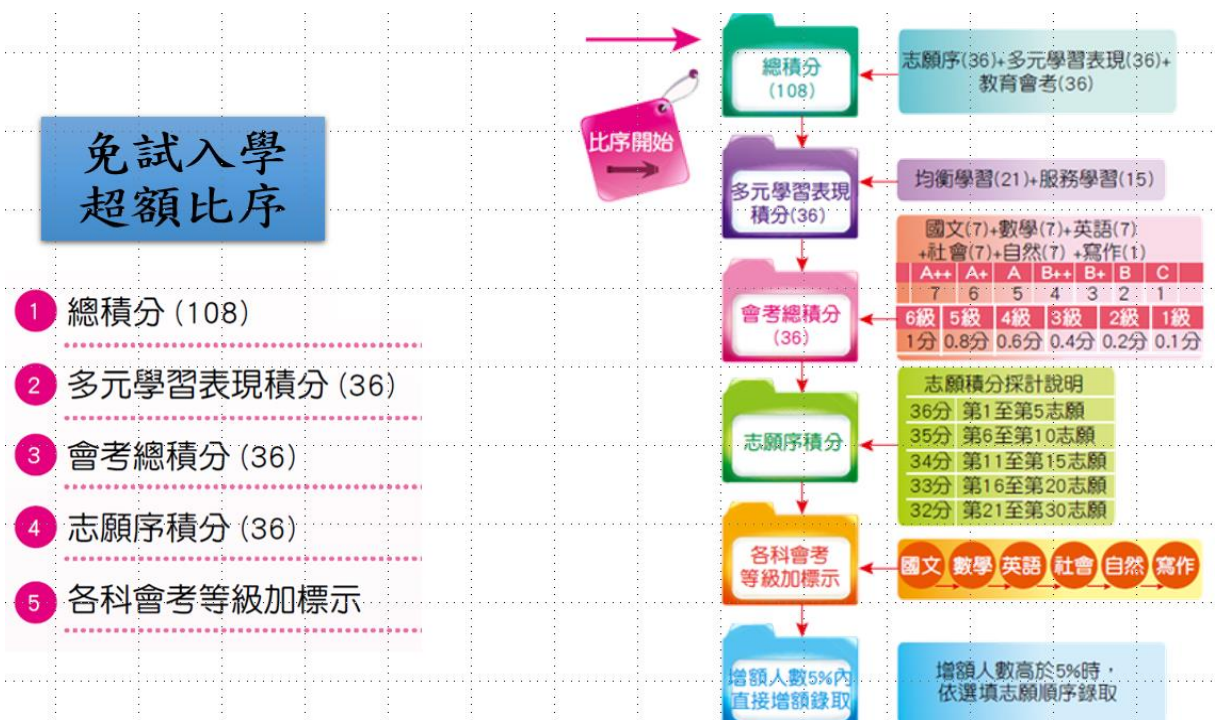 免試入學
超額比序
1 總積分 (108)
2 多元學習表現積分 (36)
3 會考總積分 (36)
4 志願序積分 (36)
5 各科會考等級加標示
比序開始
總積分
(108)
志願序(36)+多元學習表現(36)+
教育會考(36)
多元學習表現
積分(36)
均衡學習(21)+服務學習(15)
會考總積分
(36)
國文(7)+數學(7)+英語(7)
+社會(7)+自然(7) +寫作(1)
A++ A+ A B++ B+ B C
7 6 5 4 3 2 1
6級 5級 4級 3級 2級 1級
1分 0.8分 0.6分 0.4分 0.2分 0.1分
志願序積分
志願積分採計說明
36分 第1至第5志願
35分 第6至第10志願
34分 第11至第15志願
33分 第16至第20志願
32分 第21至第30志願
各科會考
等級加標示
國文 數學 英語 社會 自然 寫作
增額人數5%內
直接增額錄取
增額人數高於5%時，
依選填志願順序錄取